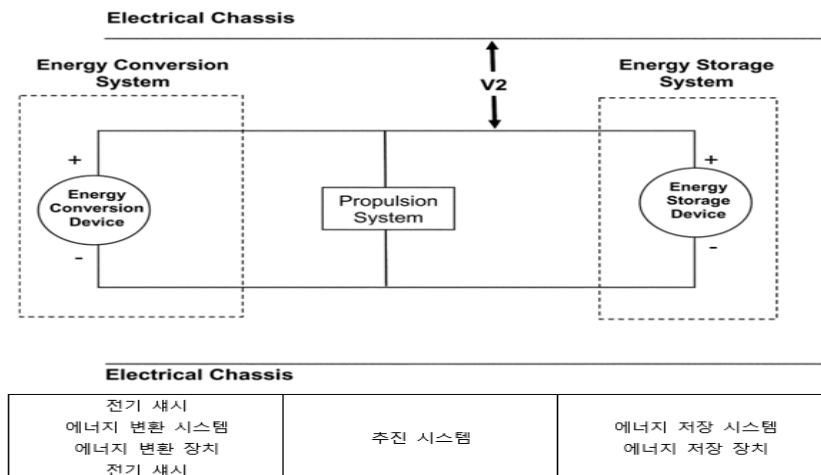 Electrical Chassis
Energy Conversion
System
Energy Storage
System
V2
+
Energy
Conversion
Device
-
Propulsion
System
+
Energy
Storage
Device
-
Electrical Chassis
전기 섀시
에너지 변환 시스템
에너지 변환 장치
전기 섀시
추진 시스템
에너지 저장 시스템
에너지 저장 장치